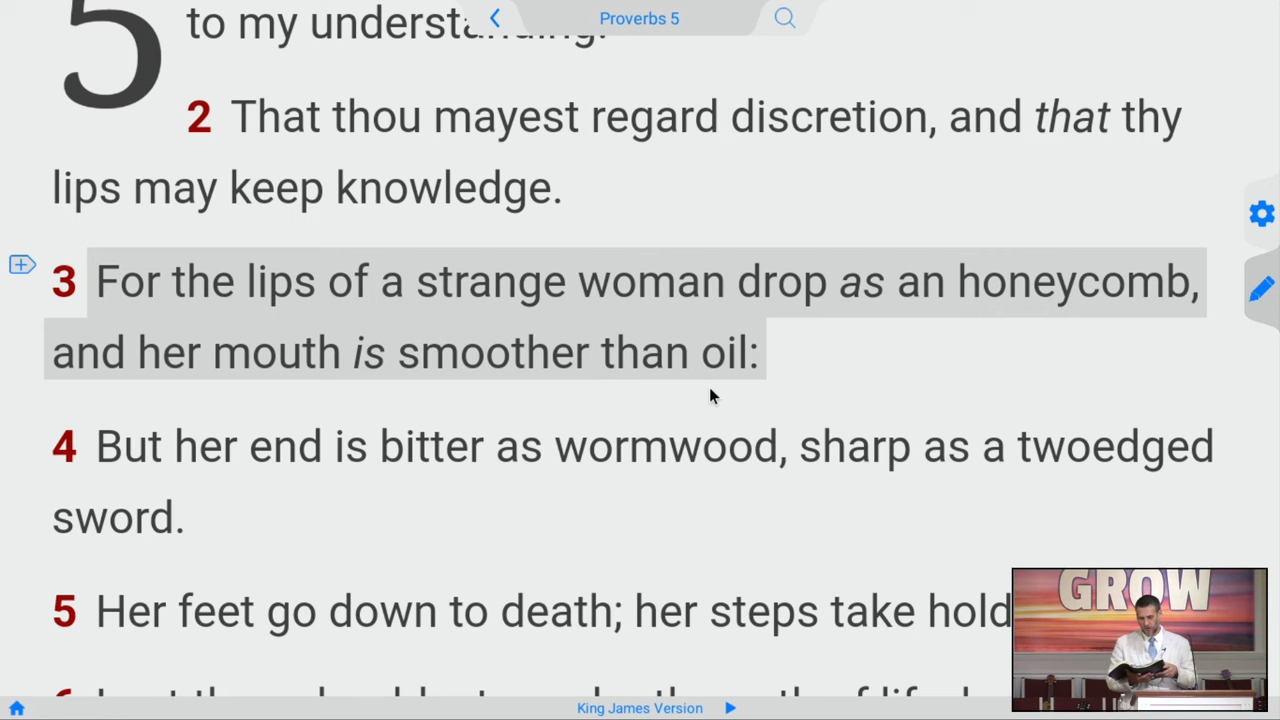 Proverbs 5
5 to my understanding.
2 That thou mayest regard discretion, and that thy
lips may keep knowledge.
3 For the lips of a strange woman drop as an honeycomb,
and her mouth is smoother than oil:
4 But her end is bitter as wormwood, sharp as a twoedged
sword.
5 Her feet go down to death; her steps take hold
GROW
King James Version